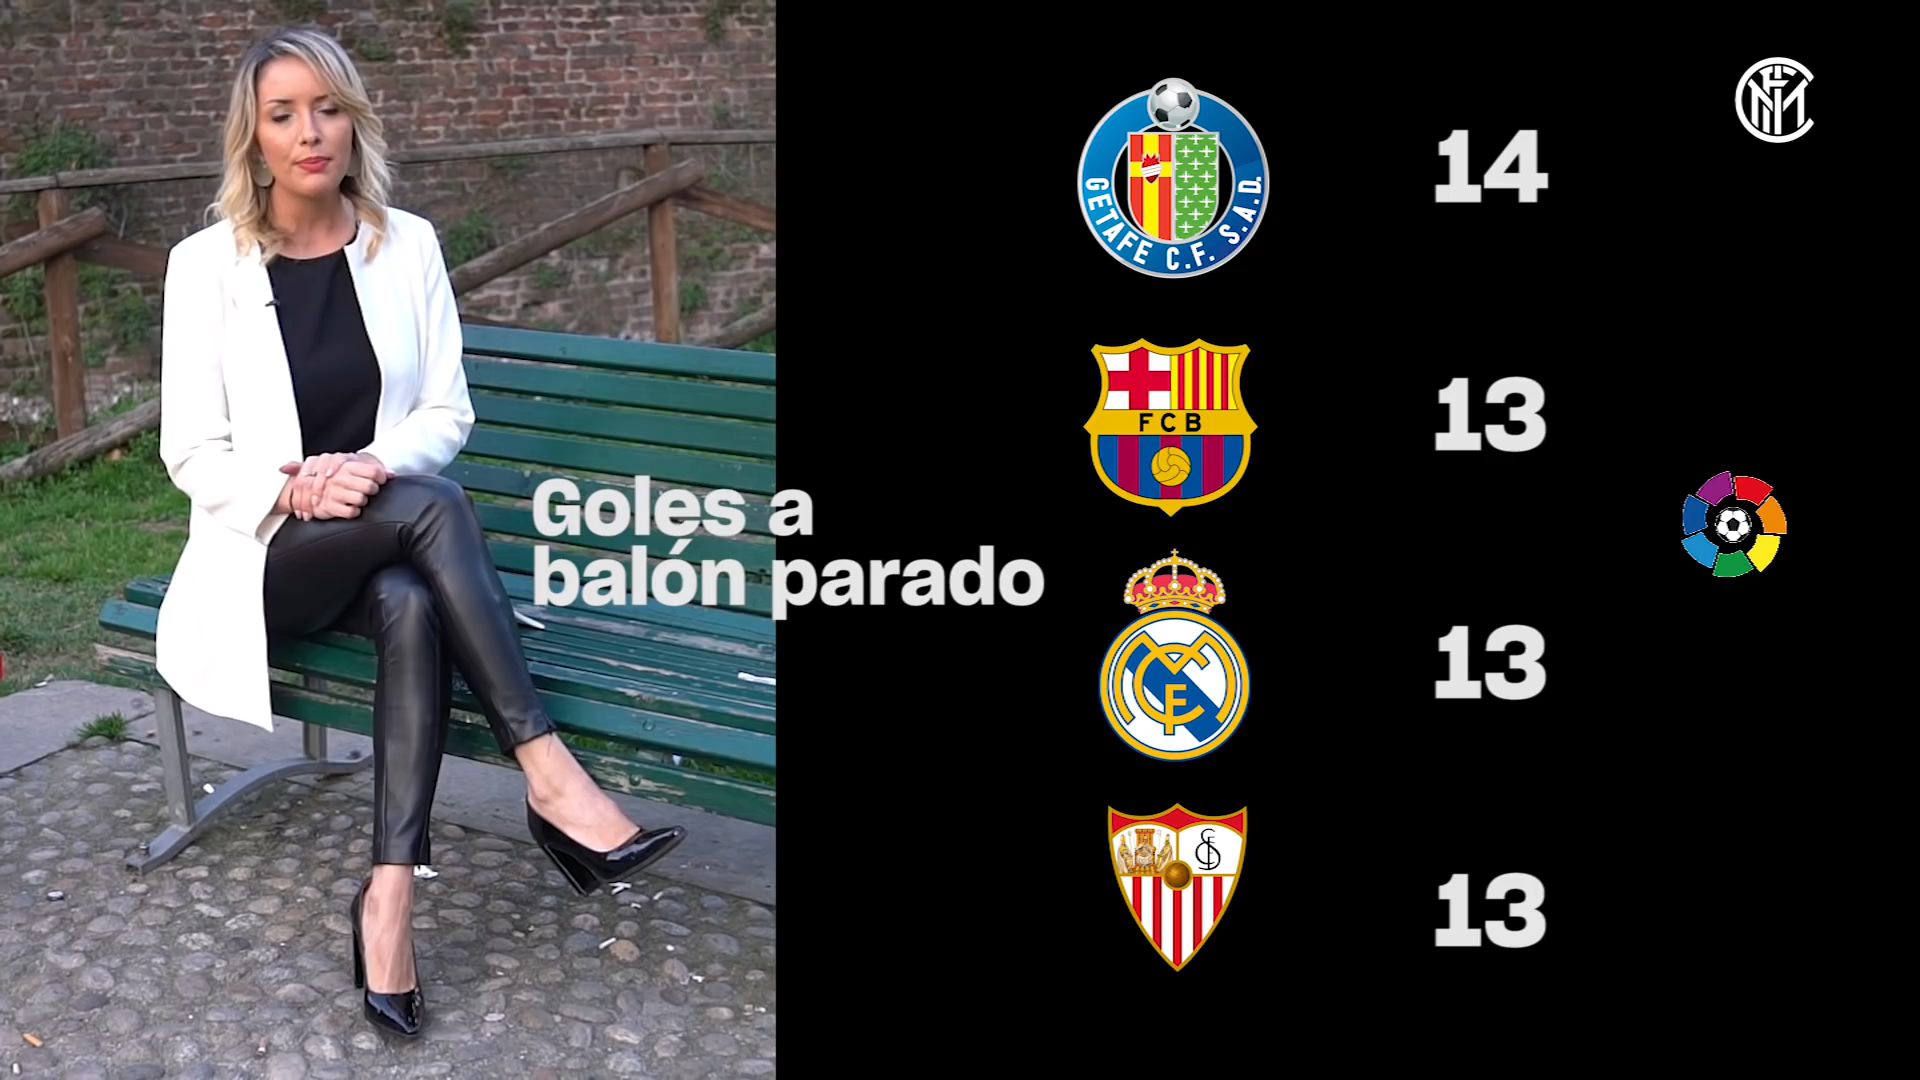 GETAFE C.F. S.A.D.
14
FCB
13
Goles a
balón parado
13
13